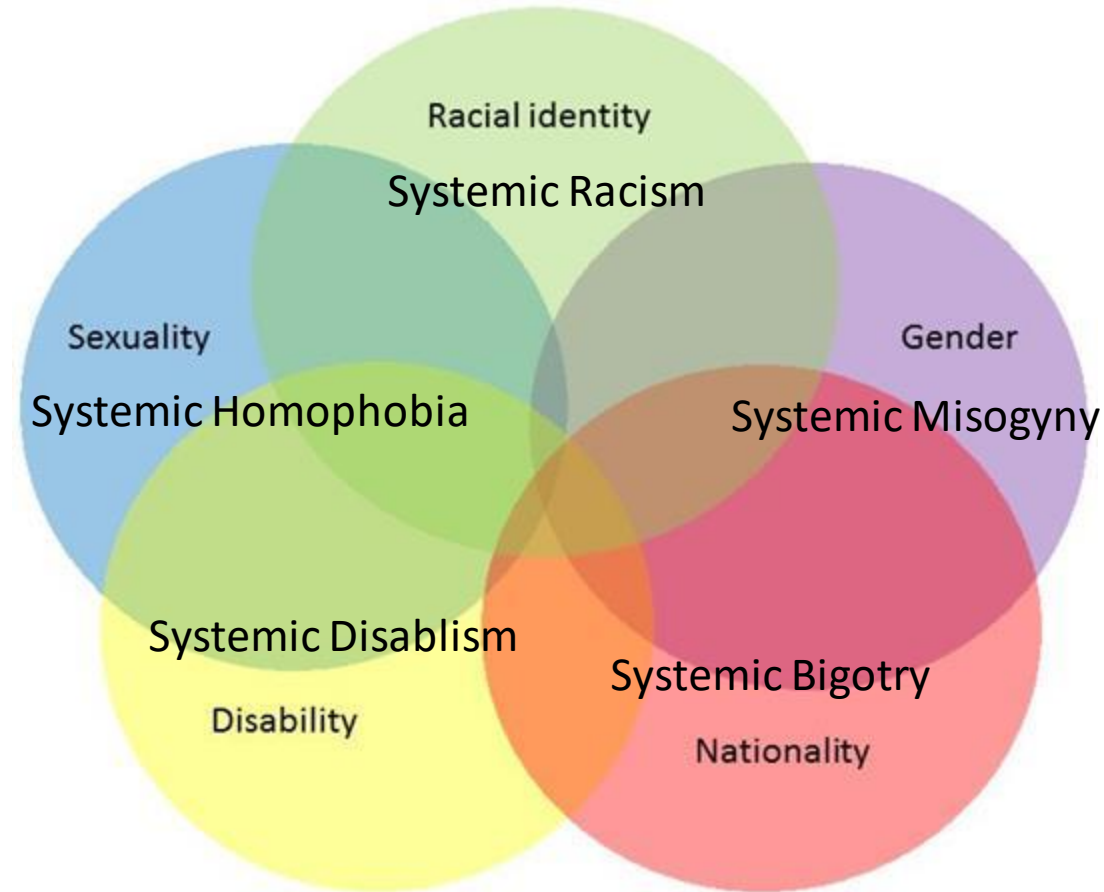 Racial identity
Systemic Racism
Sexuality
Systemic Homophobia
Gender
Systemic Misogyny
Systemic Disablism
Disability
Systemic Bigotry
Nationality